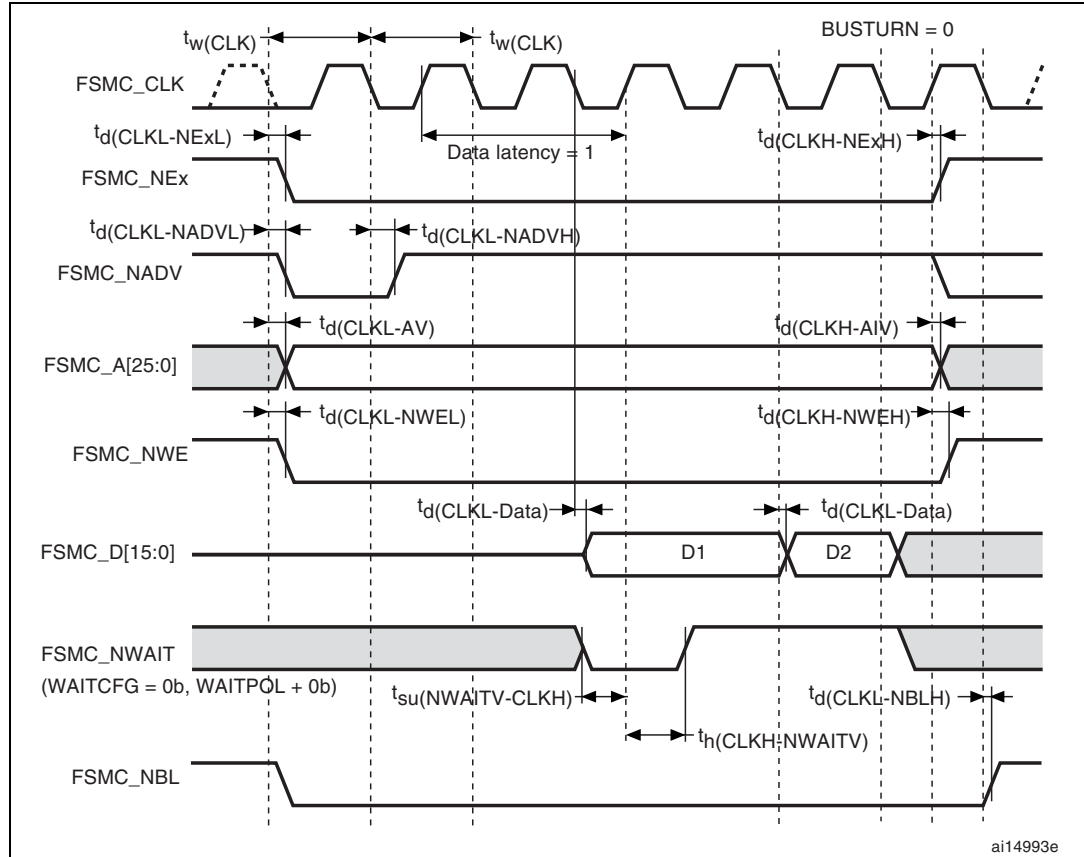 tw(CLK)
tw(CLK)
BUSTURN = 0
FSMC_CLK
td(CLKL-NExL)
Data latency = 1
td(CLKH-NExH)
FSMC_NEx
td(CLKL-NADVL)
td(CLKL-NADVH)
FSMC_NADV
td(CLKL-AV)
td(CLKH-AIV)
FSMC_A[25:0]
td(CLKL-NWEL)
td(CLKH-NWEH)
FSMC_NWE
td(CLKL-Data)
td(CLKL-Data)
FSMC_D[15:0]
D1
D2
FSMC_NWAIT
(WAITCFG = 0b, WAITPOL + 0b)
tsu(NWAITV-CLKH)
td(CLKL-NBLH)
th(CLKH-NWAITV)
FSMC_NBL
ai14993e